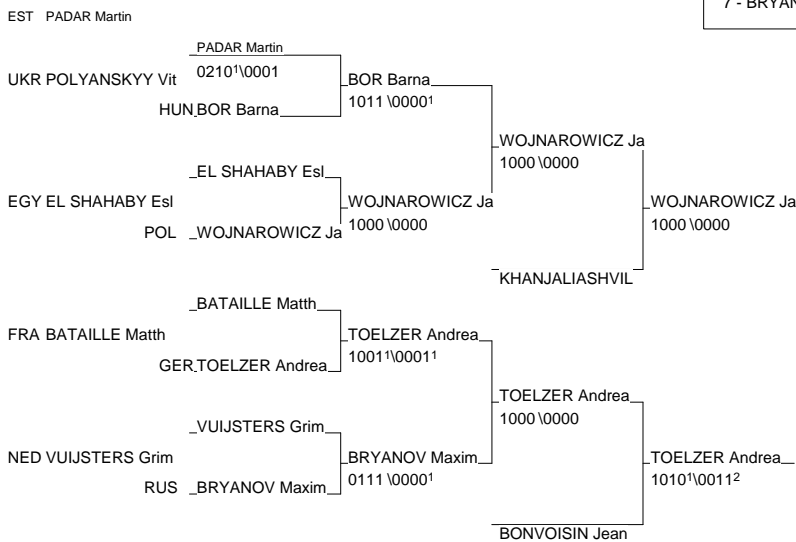 7 - BRYAN
EST PADAR Martin
PADAR Martin
0210¹\0001
UKR POLYANSKYY Vit
BOR Barna
1011 \0000¹
HUN BOR Barna
WOJNAROWICZ Ja
1000 \0000
EL SHAHABY Esl
EGY EL SHAHABY Esl
WOJNAROWICZ Ja
1000 \0000
WOJNAROWICZ Ja
1000 \0000
POL WOJNAROWICZ Ja
KHANJALIASHVIL
BATAILLE Matth
FRA BATAILLE Matth
TOELZER Andrea
1001¹\0001¹
GER TOELZER Andrea
TOELZER Andrea
1000 \0000
VUIJSTERS Grim
NED VUIJSTERS Grim
BRYANOV Maxim
0111 \0000¹
TOELZER Andrea
1010¹\0011²
RUS BRYANOV Maxim
BONVOISIN Jean